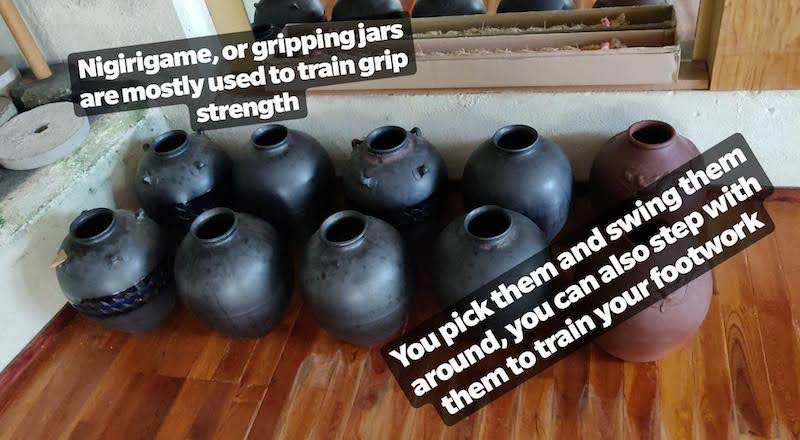 Nigirigame, or gripping jars
are mostly used to train grip
strength
You pick them and swing them
around, you can also step with
them to train your footwork